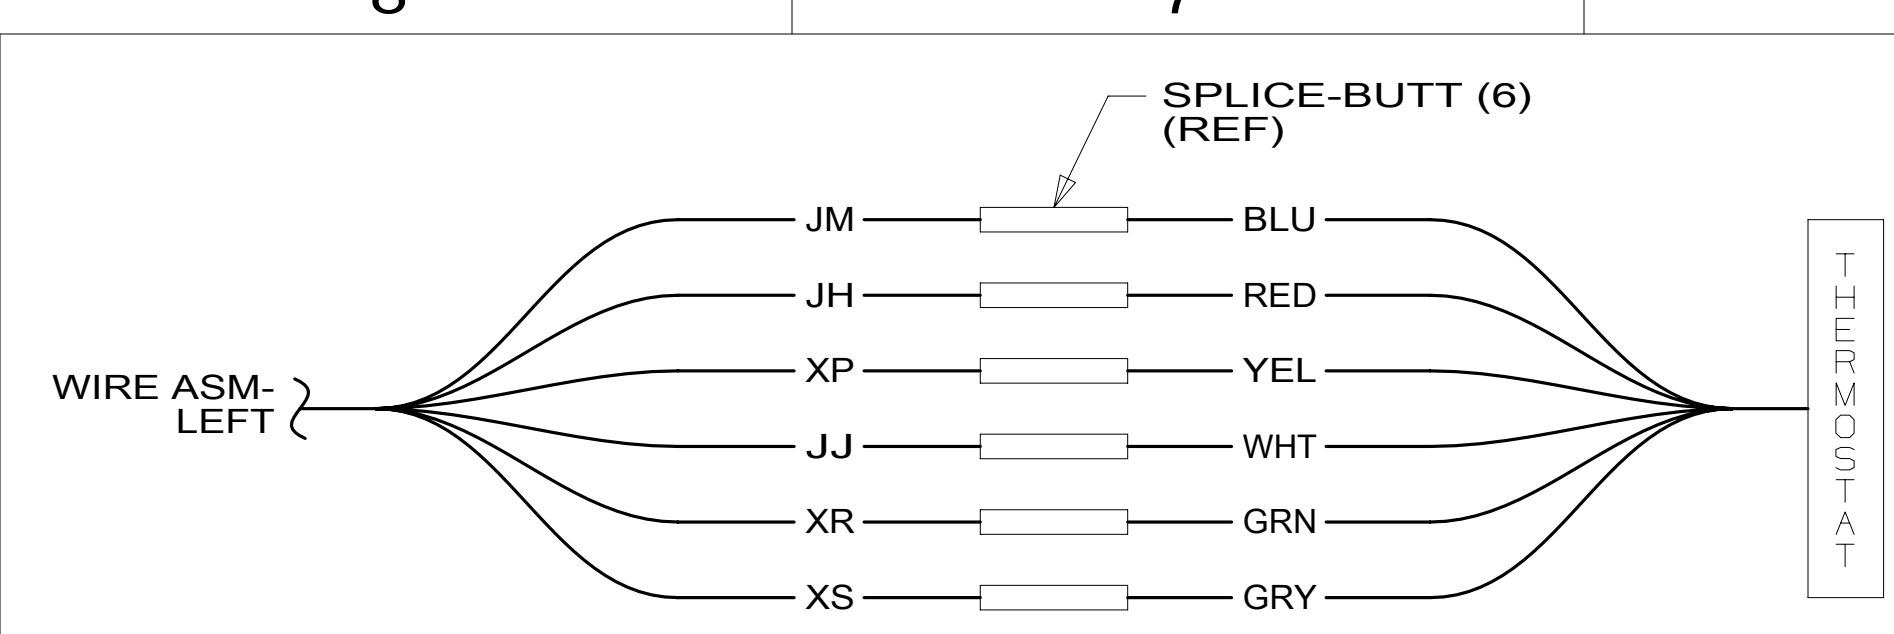 8 7
SPLICE-BUTT (6)
(REF)
JM BLU
JH RED
XP YEL
WIRE ASM-
LEFT
JJ WHT
XR GRN
XS GRY
THERMOSTAT